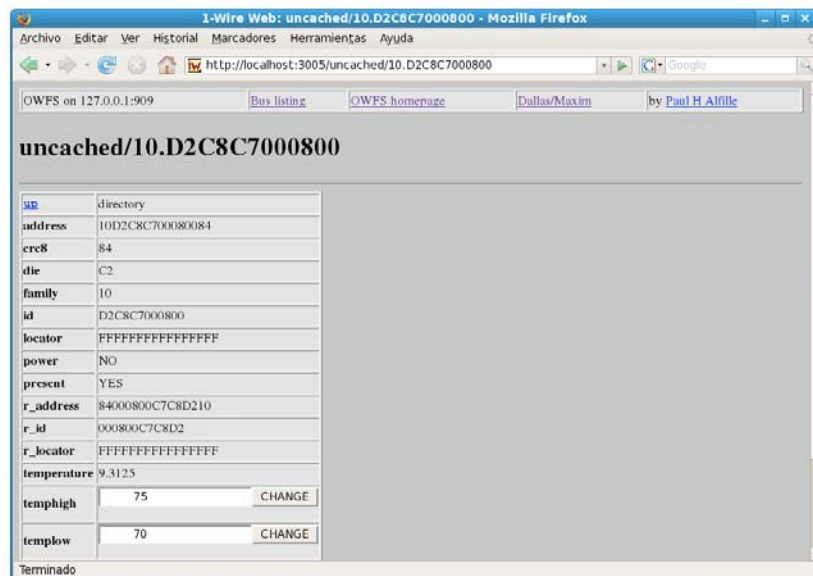 1-Wire Web: uncached/10.D2C8C7000800 - Mozilla Firefox
Archivo Editar Ver Historial Marcadores Herramientas Ayuda
http://localhost:3005/uncached/10.D2C8C7000800 Google
OWFS on 127.0.0.1:909 Bus listing OWFS homepage Dallas/Maxim by Paul H Alfille
uncached/10.D2C8C7000800
up directory
address 10D2C8C700080084
crc8 84
die C2
family 10
id D2C8C7000800
locator FFFFFFFFFFFFFFFF
power NO
present YES
r_address 84000800C7C8D210
r_id 000800C7C8D2
r_locator FFFFFFFFFFFFFFFF
temperature 9.3125
temphigh 75 CHANGE
templow 70 CHANGE
Terminado